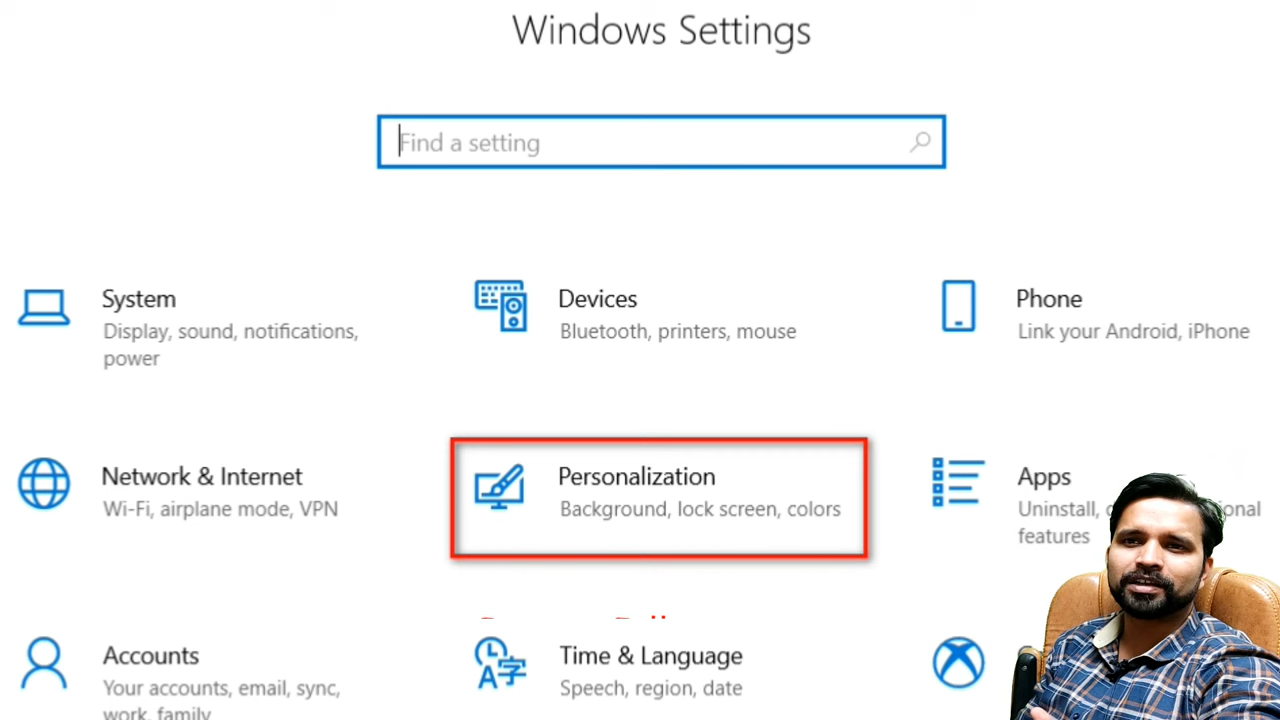 Windows Settings
Find a setting
System
Display, sound, notifications,
power
Devices
Bluetooth, printers, mouse
Phone
Link your Android, iPhone
Network & Internet
Wi-Fi, airplane mode, VPN
Personalization
Background, lock screen, colors
Apps
Uninstall,
features
Accounts
Your accounts, email, sync,
work, family
Time & Language
Speech, region, date